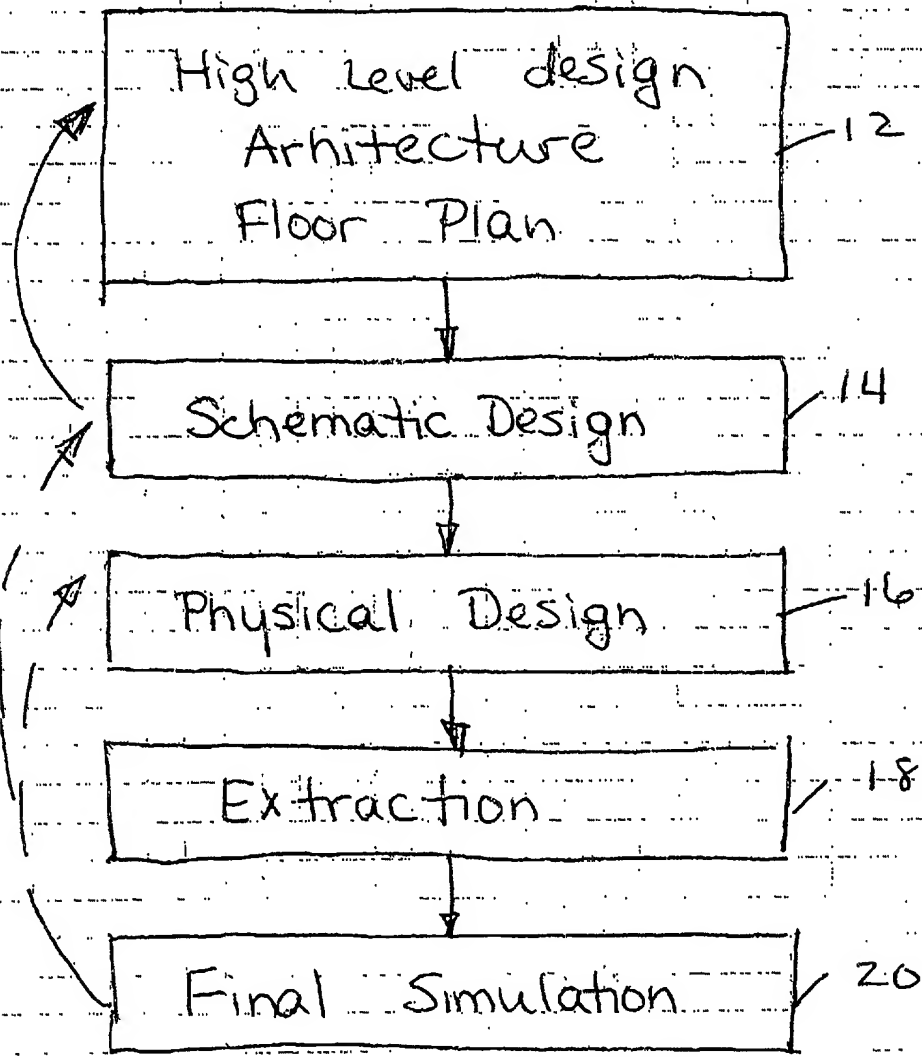 High Level design
Arhitecture
Floor Plan
12
Schematic Design
14
Physical Design
16
Extraction
18
Final Simulation
20